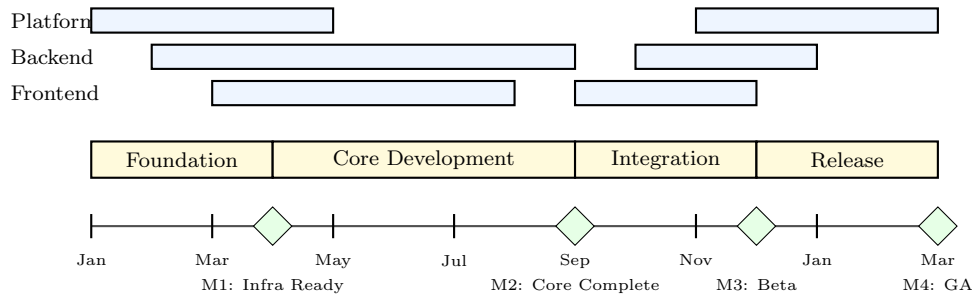 Platform
Backend
Frontend
Foundation Core Development Integration Release
Jan Mar May Jul Sep Nov Jan Mar
M1: Infra Ready M2: Core Complete M3: Beta M4: GA